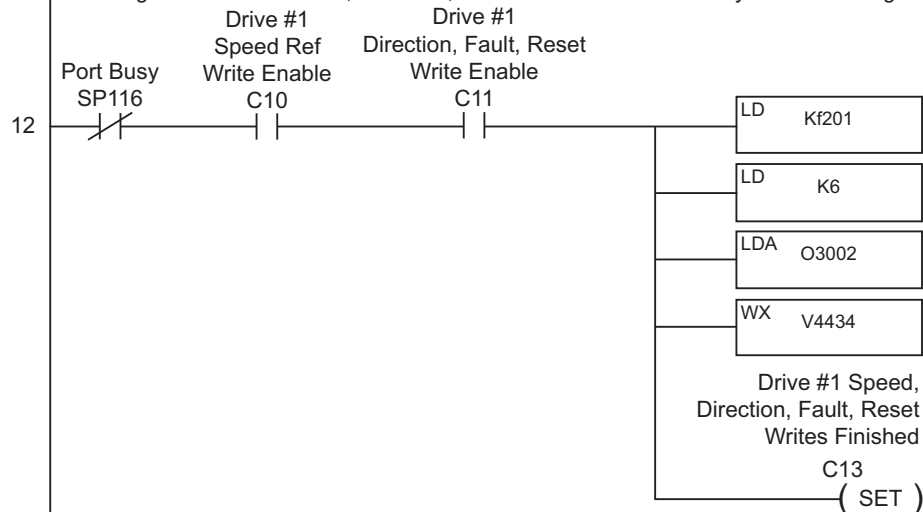 Drive #1
Speed Ref
Write Enable
C10
Drive #1
Direction, Fault, Reset
Write Enable
C11
Port Busy
SP116
12
LD Kf201
LD K6
LDA O3002
WX V4434
Drive #1 Speed,
Direction, Fault, Reset
Writes Finished
C13
( SET )